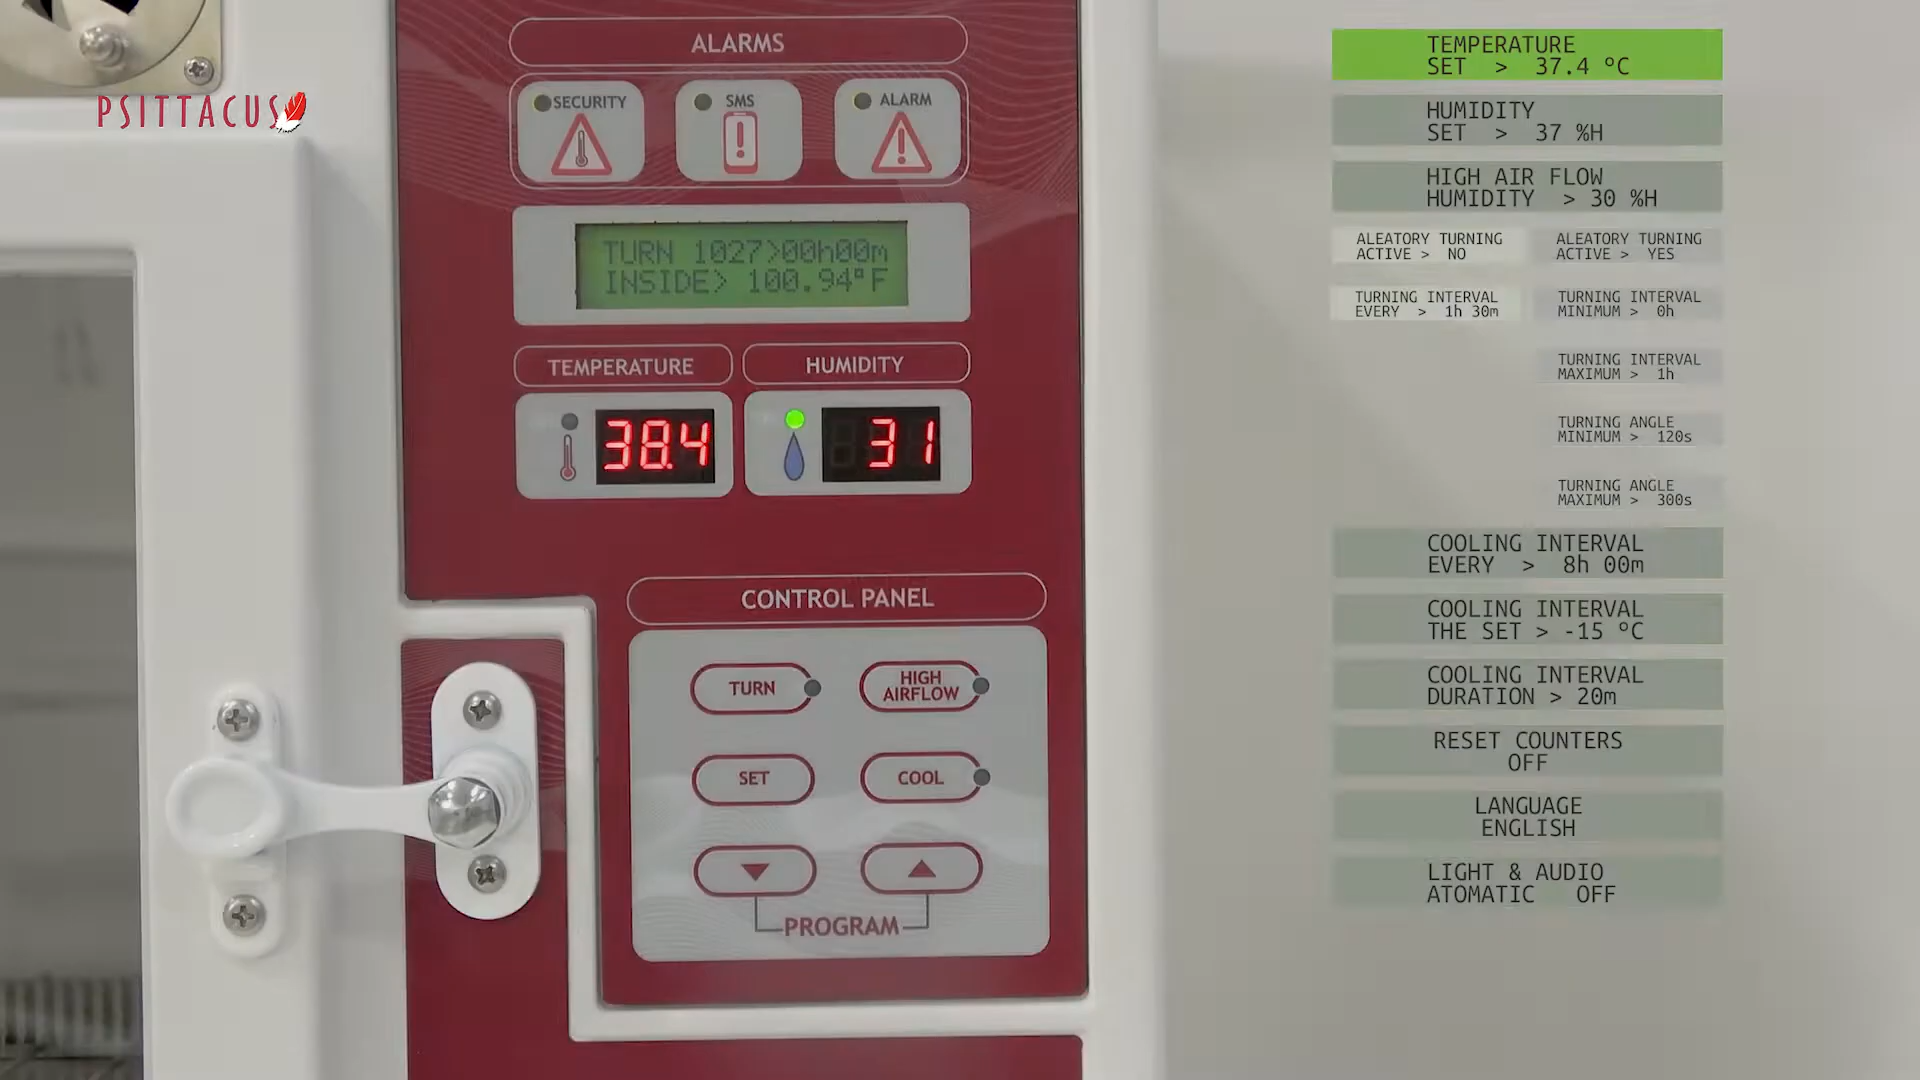 PSITTACUS
ALARMS
SECURITY
SMS
ALARM
TURN 1027>00h00m
INSIDE> 100.94°F
TEMPERATURE
HUMIDITY
38.4
31
CONTROL PANEL
TURN
HIGH
AIRFLOW
SET
COOL
PROGRAM
TEMPERATURE
SET > 37.4 ºC
HUMIDITY
SET > 37 %H
HIGH AIR FLOW
HUMIDITY > 30 %H
ALEATORY TURNING
ACTIVE > NO
ALEATORY TURNING
ACTIVE > YES
TURNING INTERVAL
EVERY > 1h 30m
TURNING INTERVAL
MINIMUM > 0h
TURNING INTERVAL
MAXIMUM > 1h
TURNING ANGLE
MINIMUM > 120s
TURNING ANGLE
MAXIMUM > 300s
COOLING INTERVAL
EVERY > 8h 00m
COOLING INTERVAL
THE SET > -15 ºC
COOLING INTERVAL
DURATION > 20m
RESET COUNTERS
OFF
LANGUAGE
ENGLISH
LIGHT & AUDIO
ATOMATIC OFF